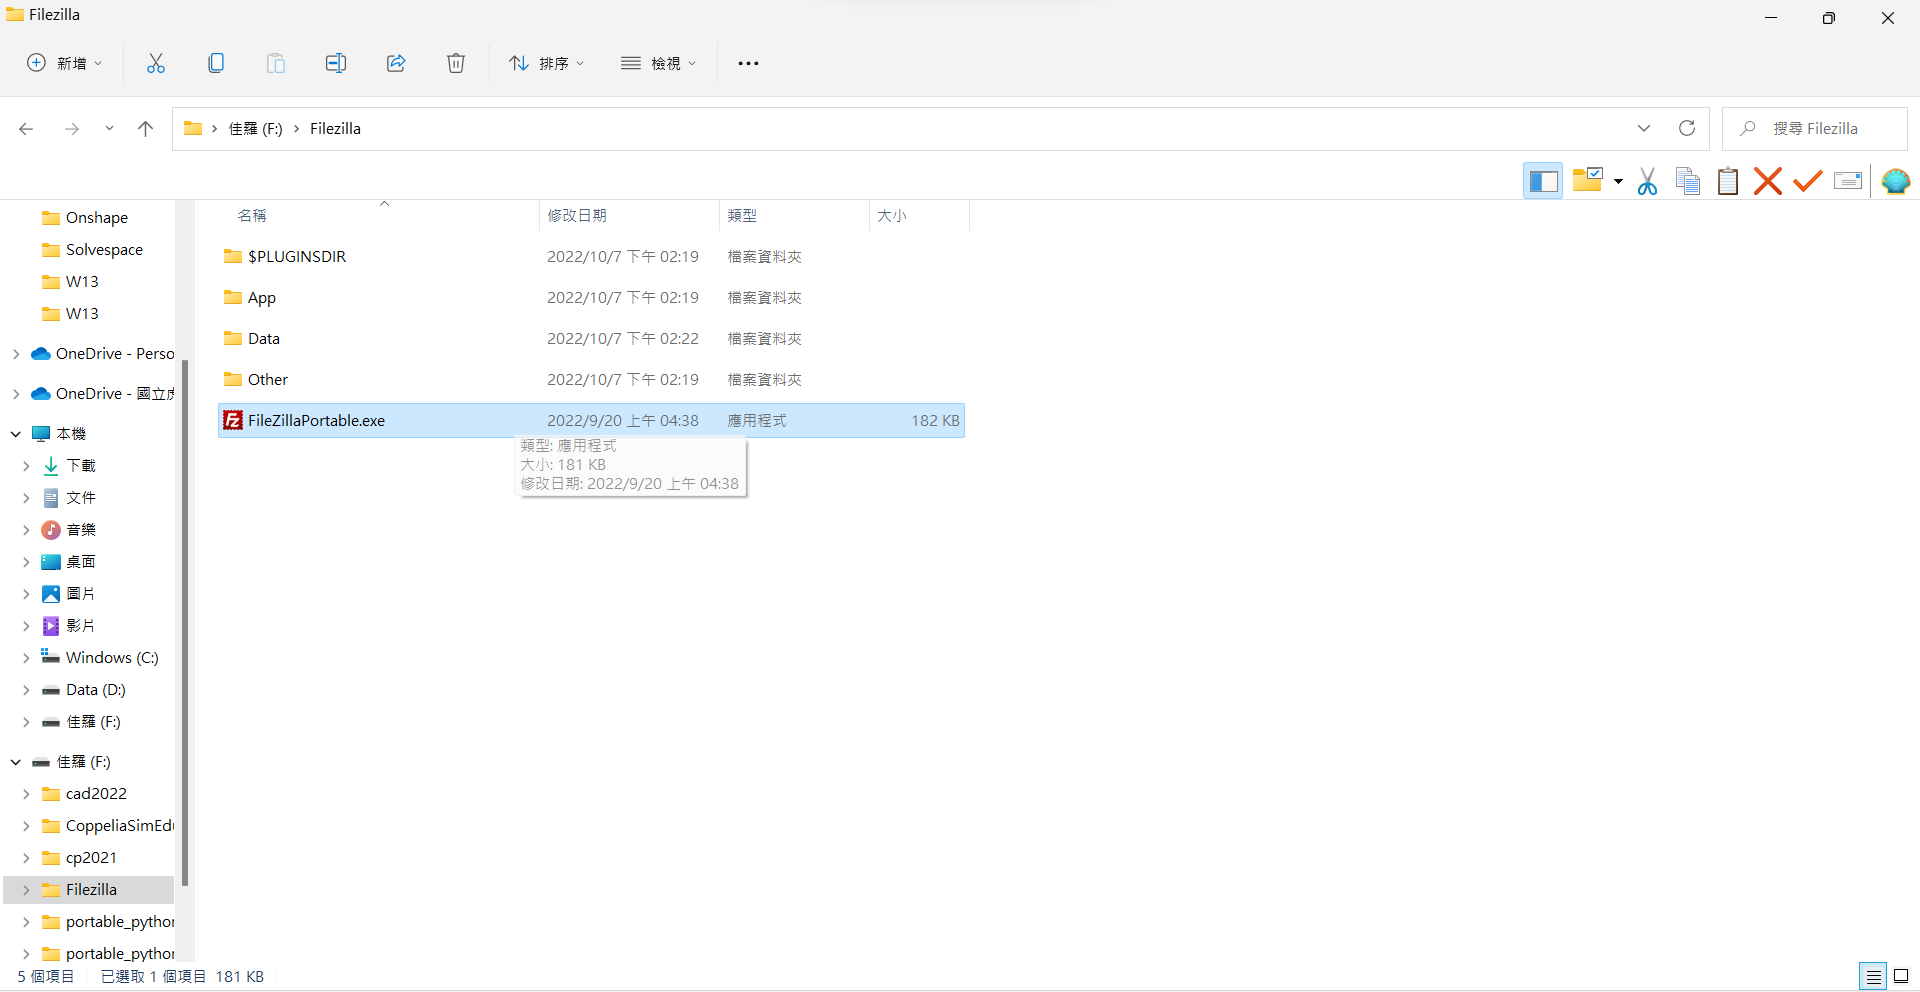 Filezilla
新增
排序
檢視
佳羅 (F:) Filezilla
搜尋 Filezilla
名稱 修改日期 類型 大小
$PLUGINSDIR 2022/10/7 下午 02:19 檔案資料夾
App 2022/10/7 下午 02:19 檔案資料夾
Data 2022/10/7 下午 02:22 檔案資料夾
Other 2022/10/7 下午 02:19 檔案資料夾
FileZillaPortable.exe 2022/9/20 上午 04:38 應用程式 182 KB
類型: 應用程式
大小: 181 KB
修改日期: 2022/9/20 上午 04:38
Onshape
Solvespace
W13
W13
OneDrive - Perso
OneDrive - 國立虎
本機
下載
文件
音樂
桌面
圖片
影片
Windows (C:)
Data (D:)
佳羅 (F:)
佳羅 (F:)
cad2022
CoppeliaSimEdu
cp2021
Filezilla
portable_python
portable_python
5 個項目 已選取 1 個項目 181 KB